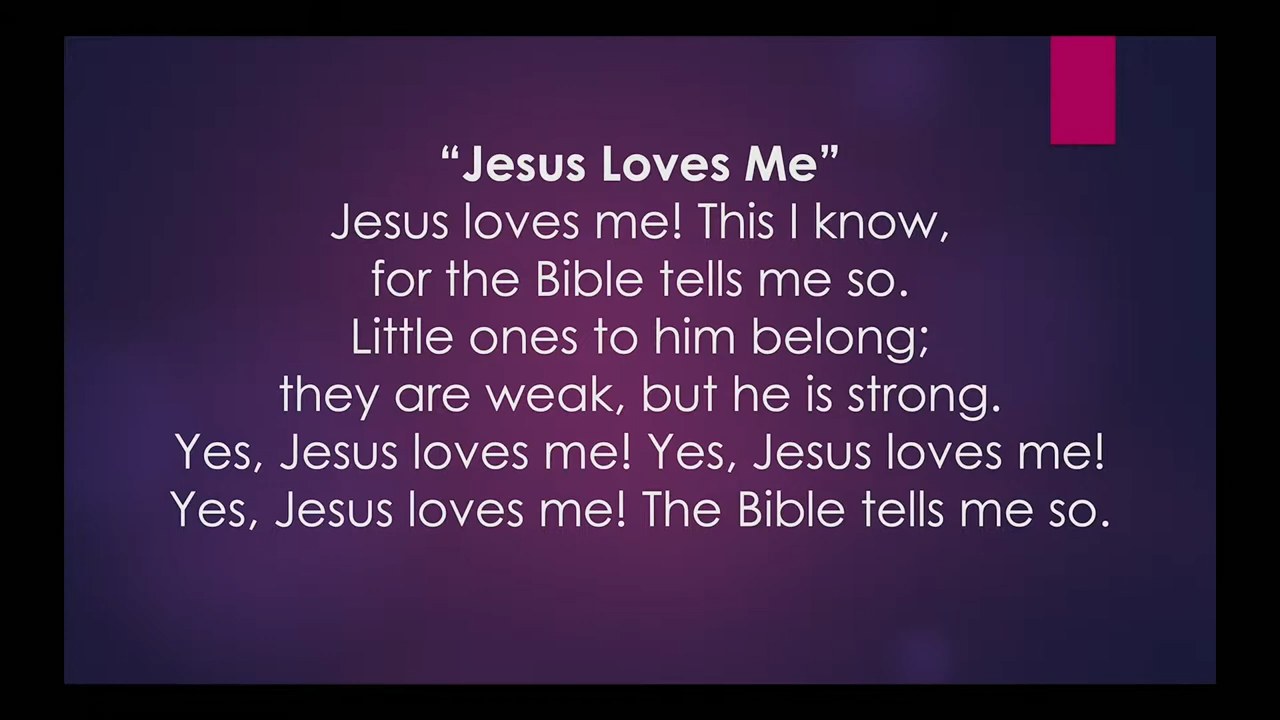 “Jesus Loves Me”
Jesus loves me! This I know,
for the Bible tells me so.
Little ones to him belong;
they are weak, but he is strong.
Yes, Jesus loves me! Yes, Jesus loves me!
Yes, Jesus loves me! The Bible tells me so.